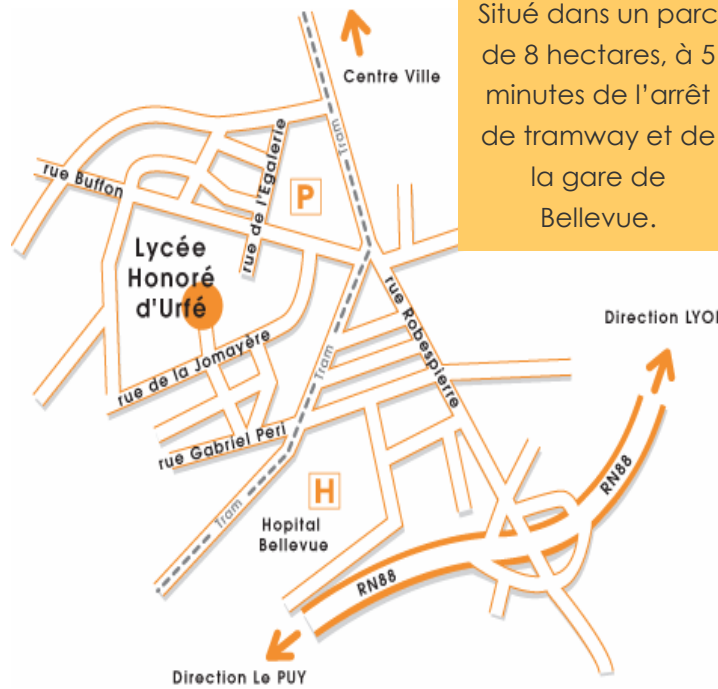 Situé dans un parc
de 8 hectares, à 5
minutes de l'arrêt
de tramway et de
la gare de
Bellevue.
Centre Ville
Tram
rue Buffon
rue de l'Egalerie
P
Lycée
Honoré
d'Urfé
rue Robespierre
Direction LYON
rue de la Jomayère
Tram
rue Gabriel Peri
H
Hopital
Bellevue
Tram
RN88
RN88
Direction Le PUY